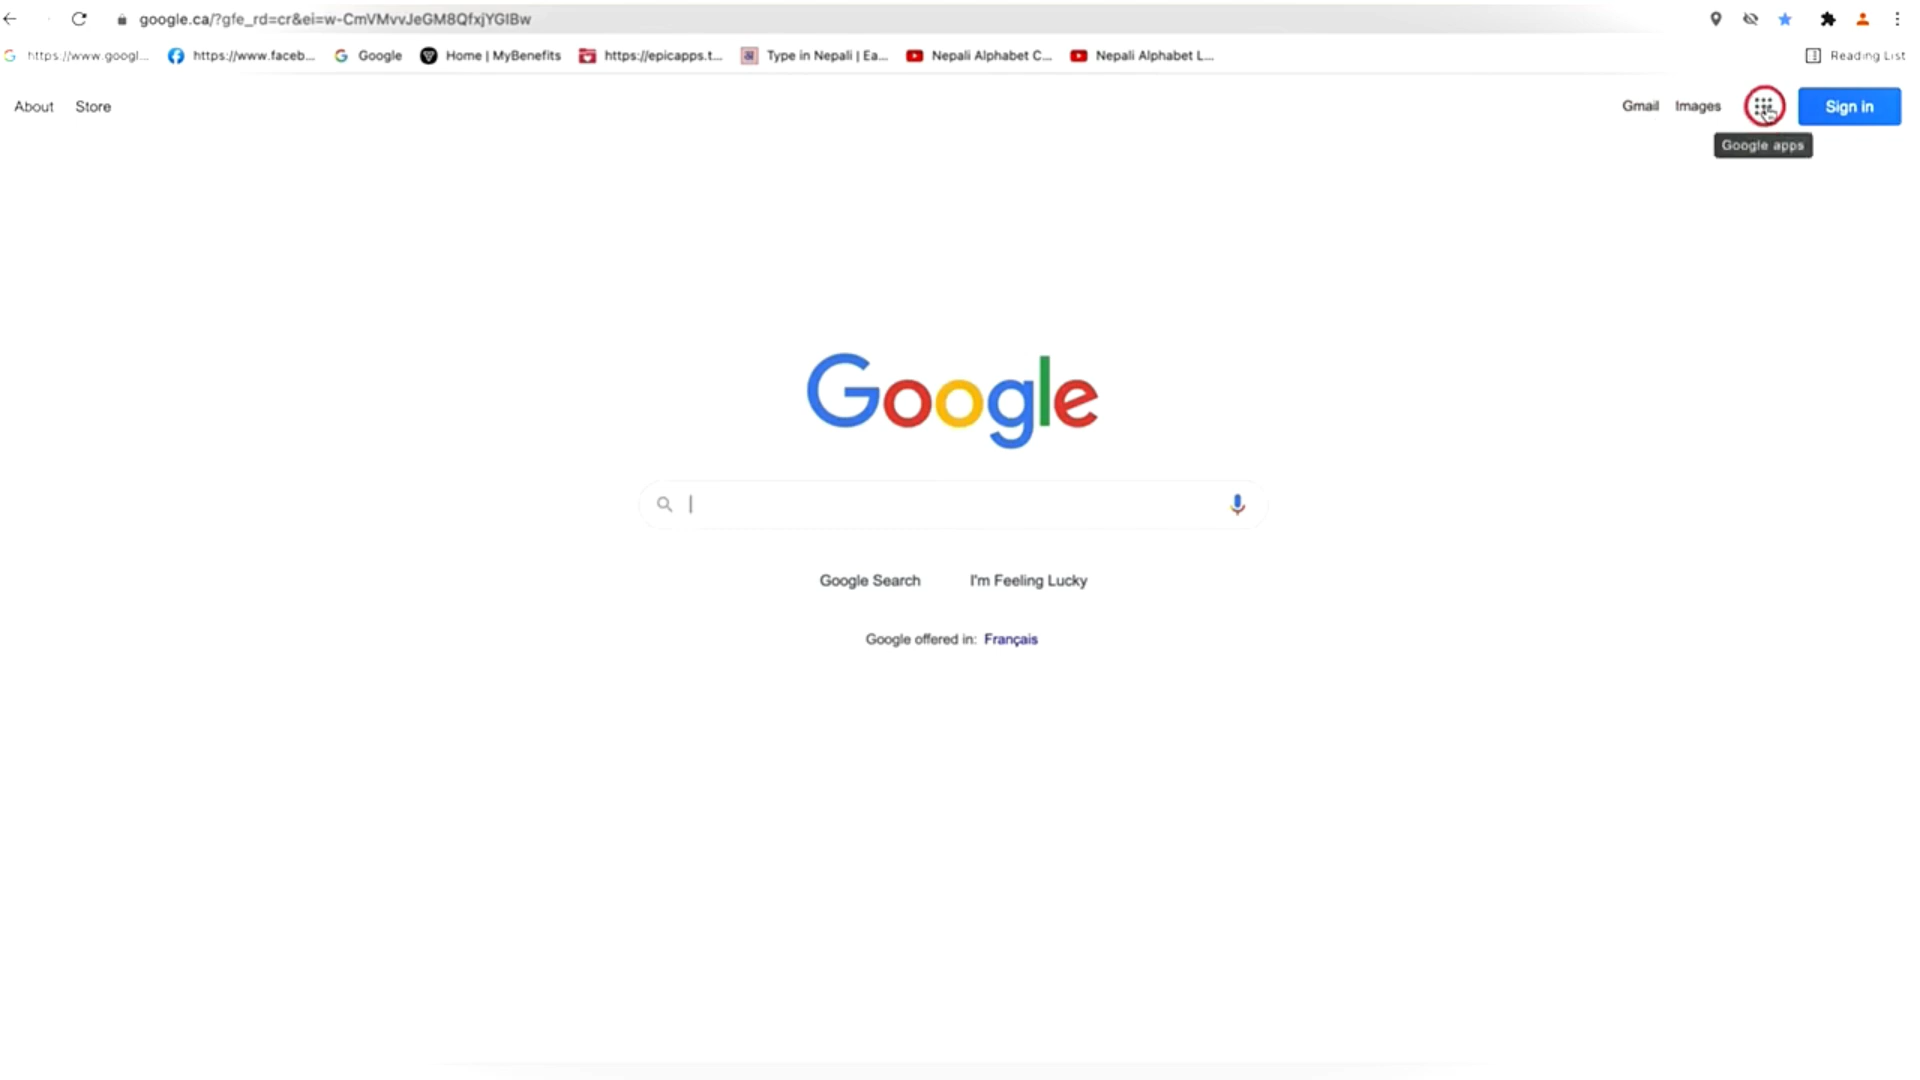 google.ca/?gfe_rd=cr&ei=w-CmVMvvJeGM8QfxjYGIBw
https://www.googl... https://www.faceb... Google Home | MyBenefits https://epicapps.t... Type in Nepali | Ea... Nepali Alphabet C... Nepali Alphabet L... Reading List
About Store Gmail Images Sign in
Google apps
Google
Google Search I'm Feeling Lucky
Google offered in: Français